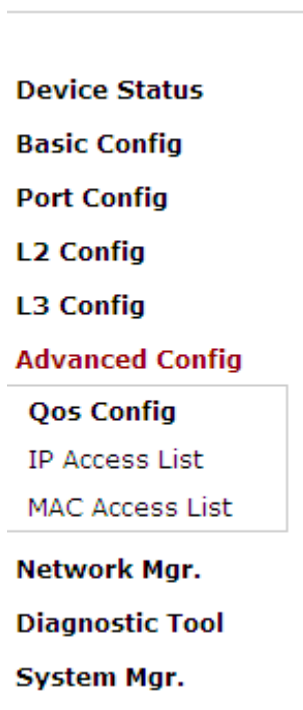 Device Status
Basic Config
Port Config
L2 Config
L3 Config
Advanced Config
Qos Config
IP Access List
MAC Access List
Network Mgr.
Diagnostic Tool
System Mgr.